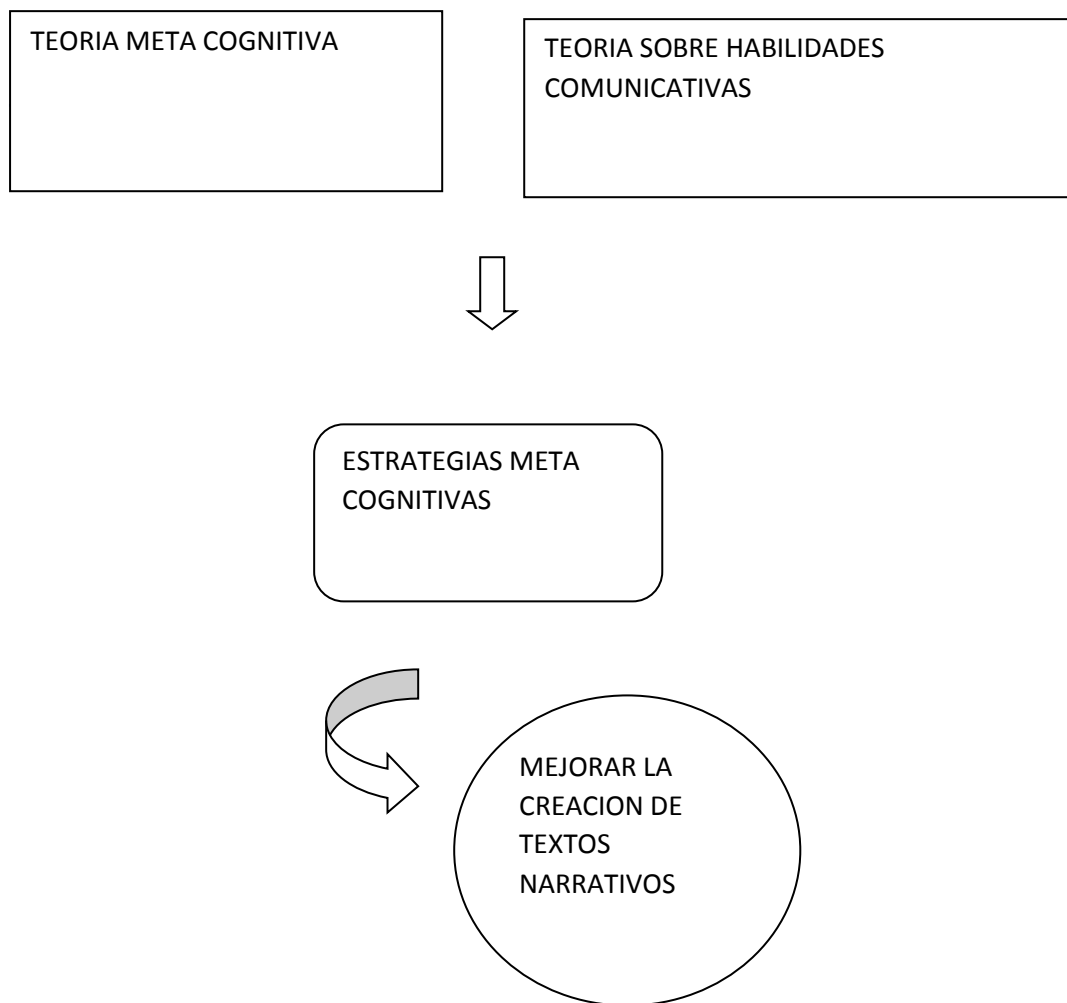 TEORIA META COGNITIVA
TEORIA SOBRE HABILIDADES
COMUNICATIVAS
ESTRATEGIAS META
COGNITIVAS
MEJORAR LA
CREACION DE
TEXTOS
NARRATIVOS